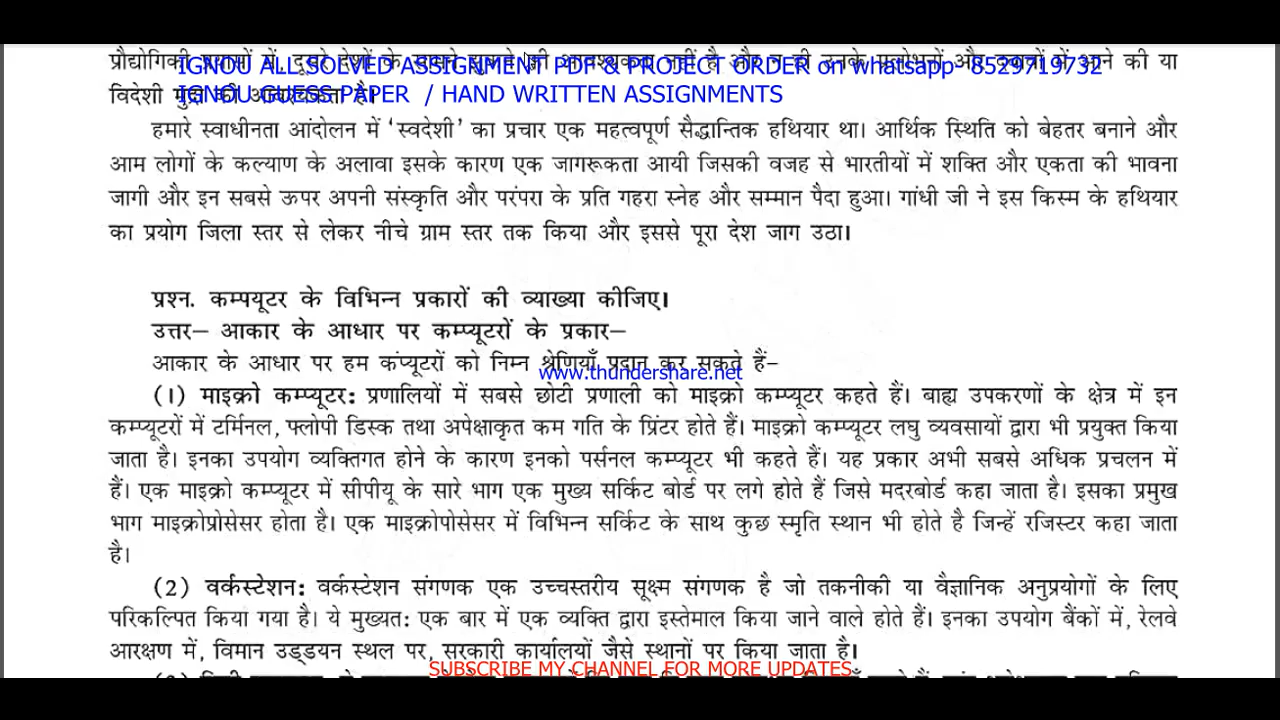 प्रौद्योगिकी
IGNOU ALL SOLVED ASSIGNMENT PDF & PROJECT ORDER on whatsapp- 8529719732
विदेशी
IGNOU GUESS PAPER / HAND WRITTEN ASSIGNMENTS
हमारे स्वाधीनता आंदोलन में ‘स्वदेशी’ का प्रचार एक महत्वपूर्ण सैद्धान्तिक हथियार था। आर्थिक स्थिति को बेहतर बनाने और
आम लोगों के कल्याण के अलावा इसके कारण एक जागरूकता आयी जिसकी वजह से भारतीयों में शक्ति और एकता की भावना
जागी और इन सबसे ऊपर अपनी संस्कृति और परंपरा के प्रति गहरा स्नेह और सम्मान पैदा हुआ। गांधी जी ने इस किस्म के हथियार
का प्रयोग जिला स्तर से लेकर नीचे ग्राम स्तर तक किया और इससे पूरा देश जाग उठा।
प्रश्न. कम्पयूटर के विभिन्न प्रकारों की व्याख्या कीजिए।
उत्तर– आकार के आधार पर कम्प्यूटरों के प्रकार–
आकार के आधार पर हम कंप्यूटरों को निम्न श्रेणियाँ प्रदान कर सकते हैं–
www.thundershare.net
(1) माइक्रो कम्प्यूटर: प्रणालियों में सबसे छोटी प्रणाली को माइक्रो कम्प्यूटर कहते हैं। बाह्य उपकरणों के क्षेत्र में इन
कम्प्यूटरों में टर्मिनल, फ्लोपी डिस्क तथा अपेक्षाकृत कम गति के प्रिंटर होते हैं। माइक्रो कम्प्यूटर लघु व्यवसायों द्वारा भी प्रयुक्त किया
जाता है। इनका उपयोग व्यक्तिगत होने के कारण इनको पर्सनल कम्प्यूटर भी कहते हैं। यह प्रकार अभी सबसे अधिक प्रचलन में
हैं। एक माइक्रो कम्प्यूटर में सीपीयू के सारे भाग एक मुख्य सर्किट बोर्ड पर लगे होते हैं जिसे मदरबोर्ड कहा जाता है। इसका प्रमुख
भाग माइक्रोप्रोसेसर होता है। एक माइक्रोपोसेसर में विभिन्न सर्किट के साथ कुछ स्मृति स्थान भी होते है जिन्हें रजिस्टर कहा जाता
है।
(2) वर्कस्टेशन: वर्कस्टेशन संगणक एक उच्चस्तरीय सूक्ष्म संगणक है जो तकनीकी या वैज्ञानिक अनुप्रयोगों के लिए
परिकल्पित किया गया है। ये मुख्यत: एक बार में एक व्यक्ति द्वारा इस्तेमाल किया जाने वाले होते हैं। इनका उपयोग बैंकों में, रेलवे
आरक्षण में, विमान उड्डयन स्थल पर, सरकारी कार्यालयों जैसे स्थानों पर किया जाता है।
SUBSCRIBE MY CHANNEL FOR MORE UPDATES